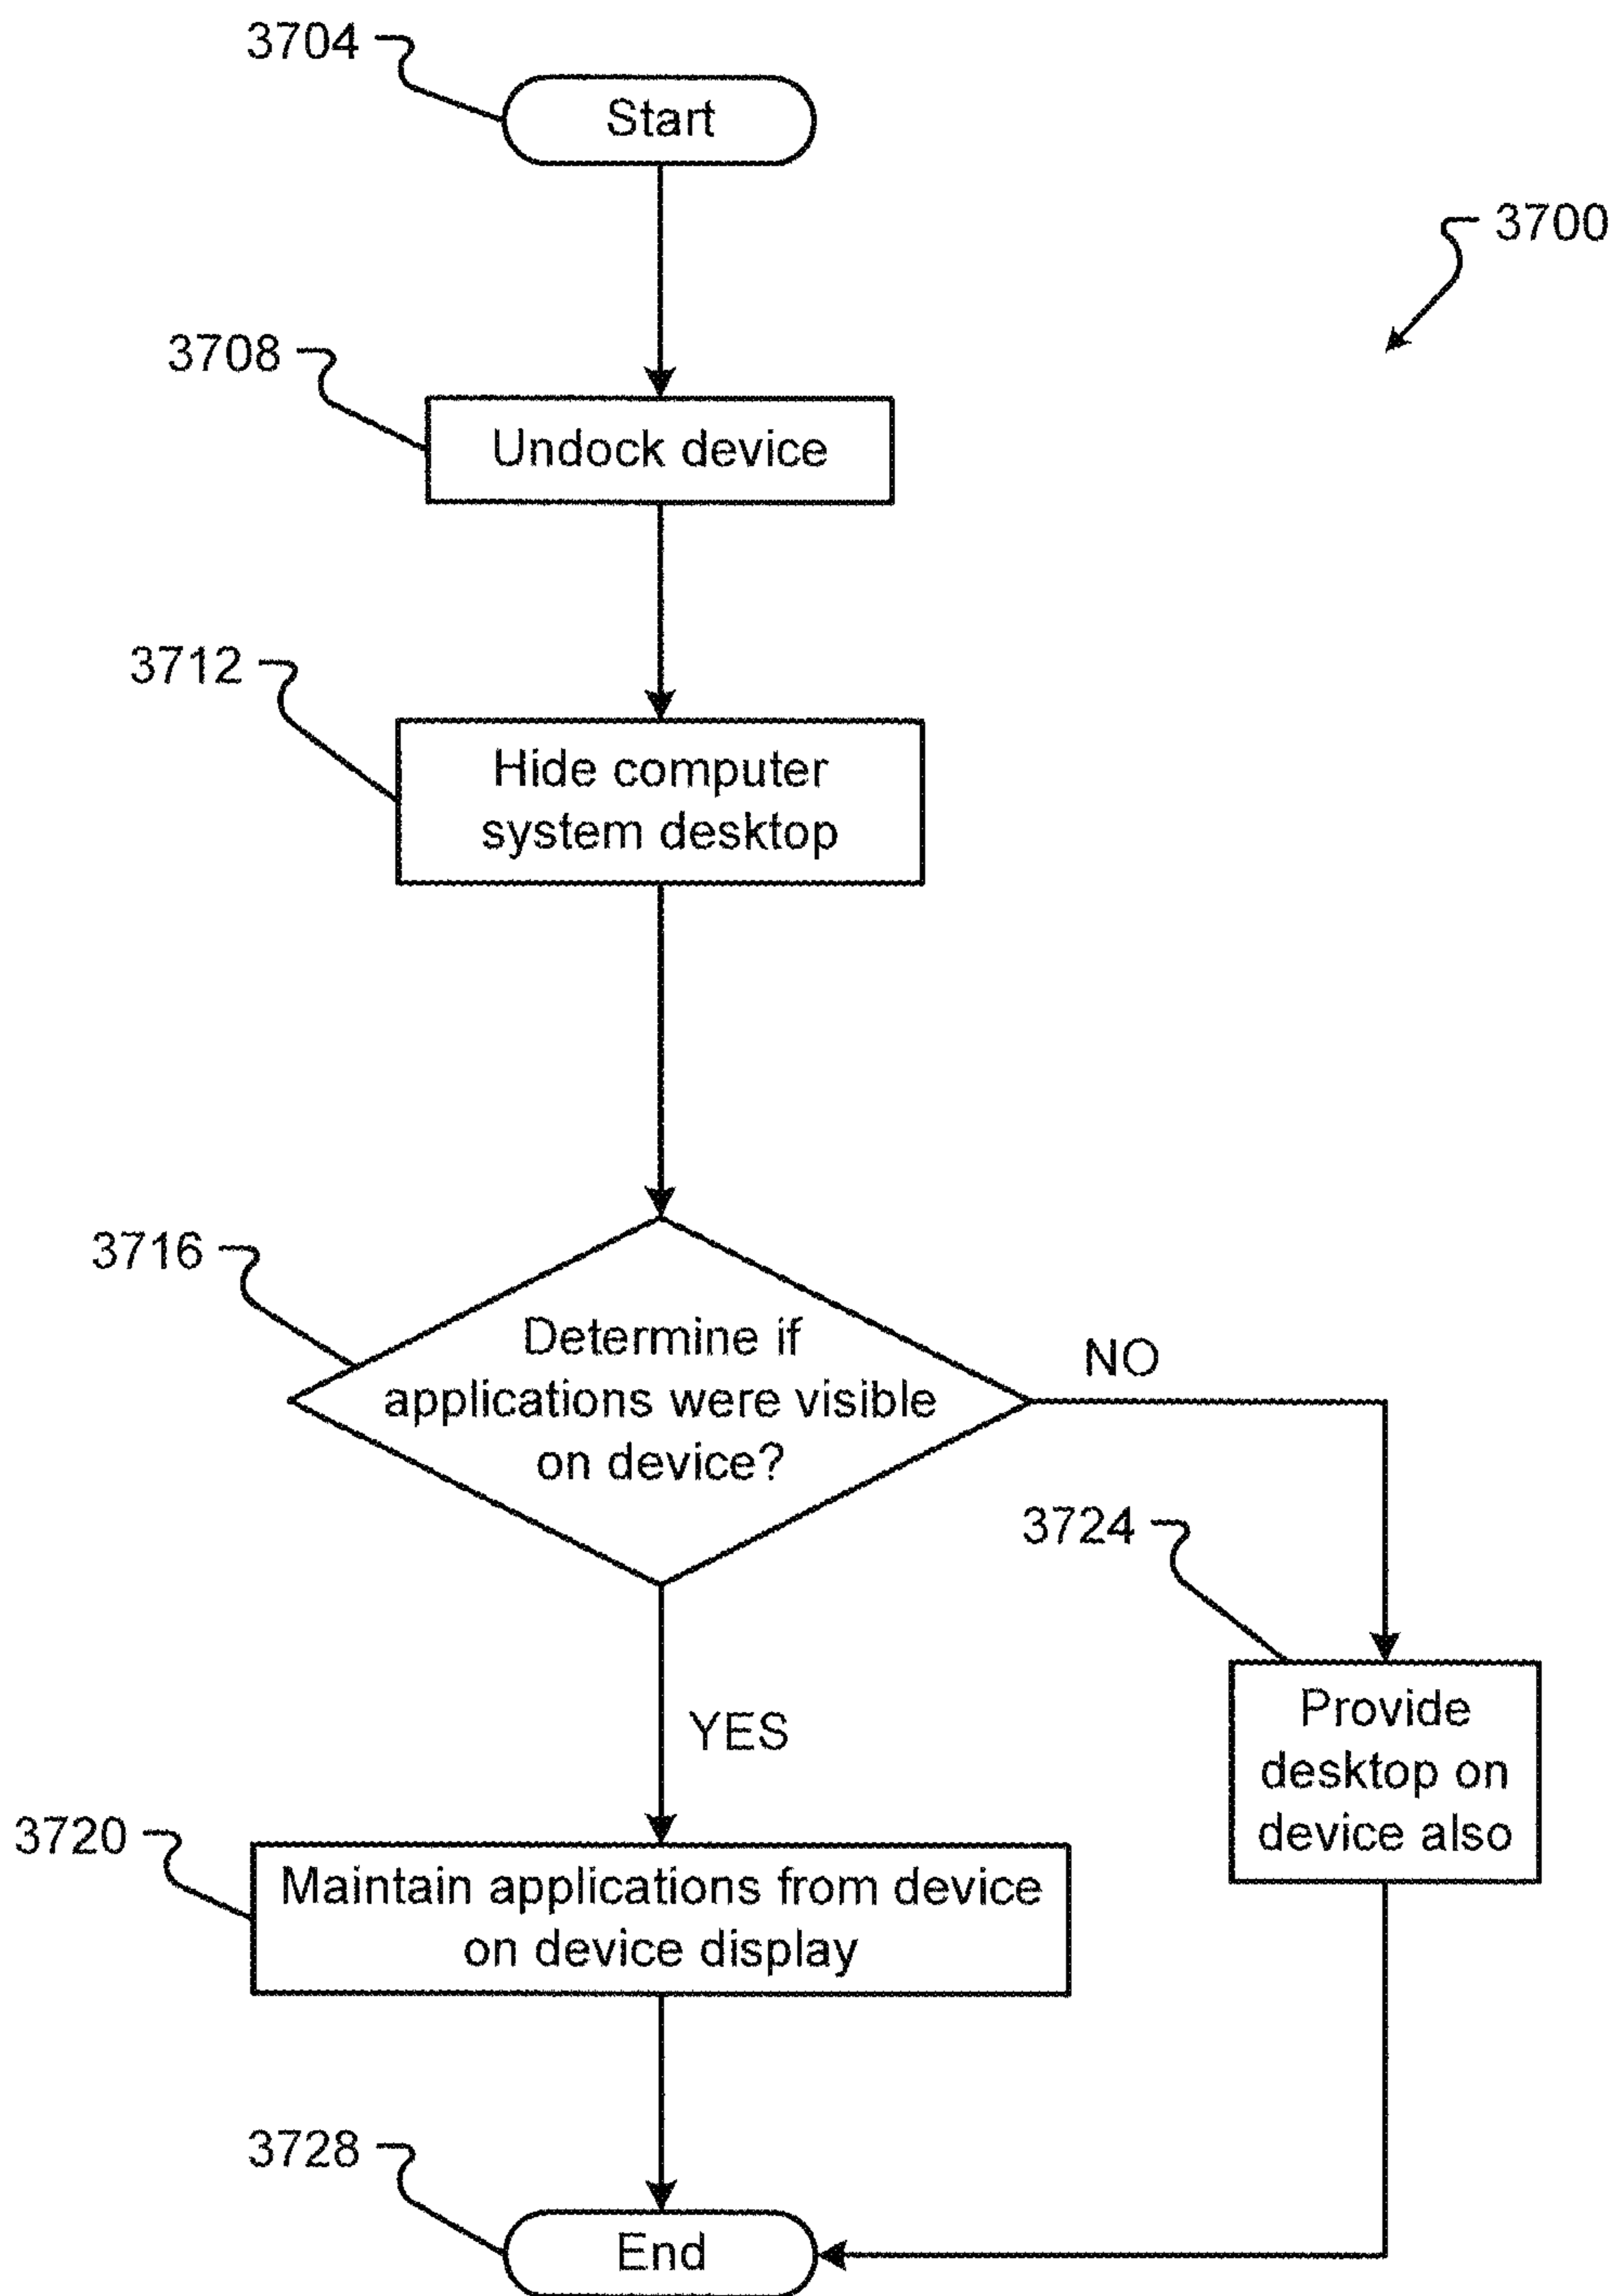 3704
Start
3700
3708
Undock device
3712
Hide computer
system desktop
3716
Determine if
applications were visible
on device?
NO
3724
Provide
desktop on
device also
YES
3720
Maintain applications from device
on device display
3728
End